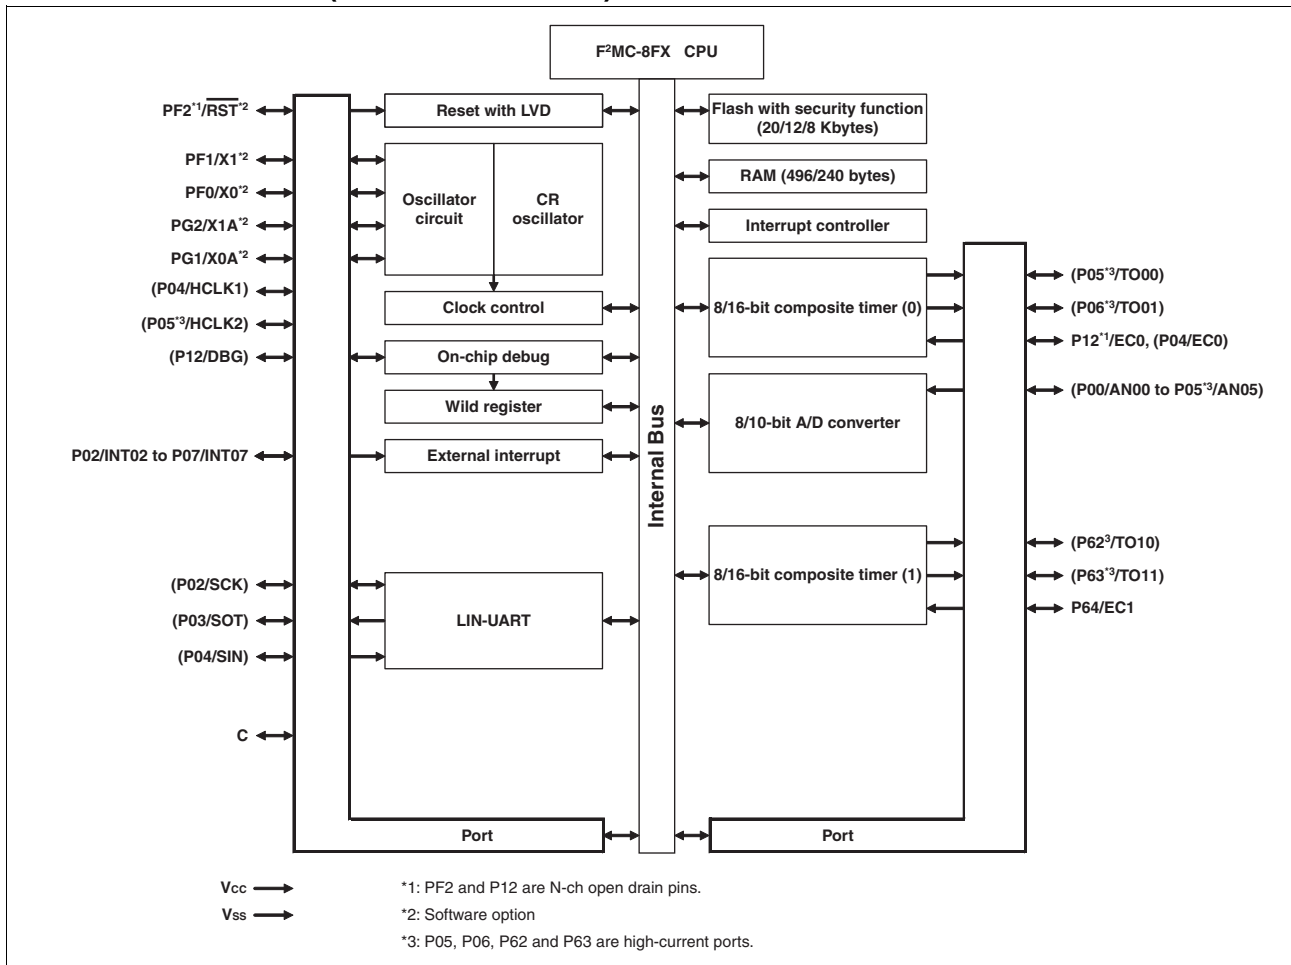 F²MC-8FX CPU
PF2*1/RST*2
Reset with LVD
Flash with security function
(20/12/8 Kbytes)
PF1/X1*2
PF0/X0*2
PG2/X1A*2
PG1/X0A*2
Oscillator
circuit
CR
oscillator
RAM (496/240 bytes)
Interrupt controller
(P04/HCLK1)
(P05*3/HCLK2)
(P12/DBG)
Clock control
On-chip debug
Wild register
8/16-bit composite timer (0)
(P05*3/TO00)
(P06*3/TO01)
P12*1/EC0, (P04/EC0)
(P00/AN00 to P05*3/AN05)
8/10-bit A/D converter
Internal Bus
P02/INT02 to P07/INT07
External interrupt
(P02/SCK)
(P03/SOT)
(P04/SIN)
LIN-UART
8/16-bit composite timer (1)
(P62³/TO10)
(P63*3/TO11)
P64/EC1
C
Port
Port
Vcc
Vss
*1: PF2 and P12 are N-ch open drain pins.
*2: Software option
*3: P05, P06, P62 and P63 are high-current ports.